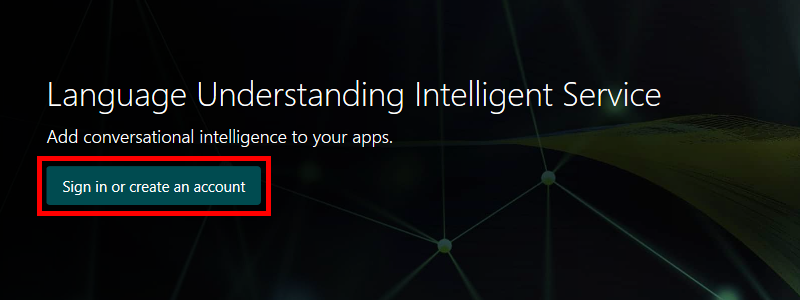 Language Understanding Intelligent Service
Add conversational intelligence to your apps.
Sign in or create an account